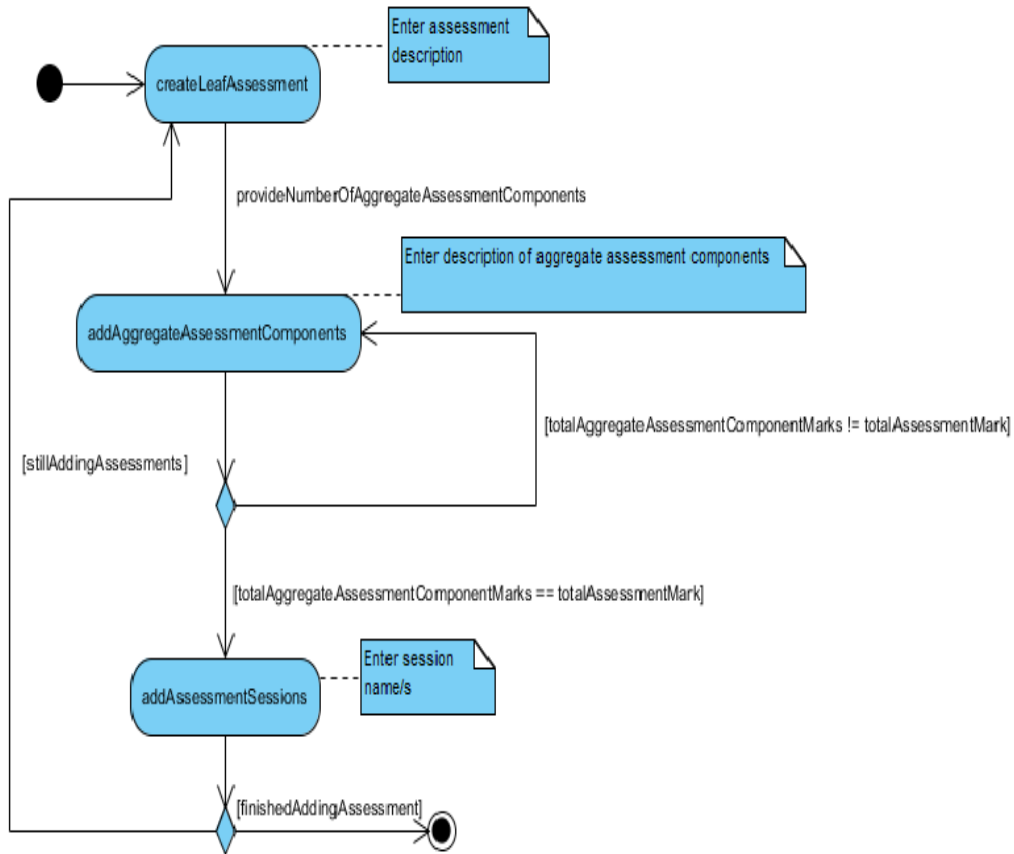 Enter assessment
description
createLeafAssessment
provideNumberOfAggregateAssessmentComponents
Enter description of aggregate assessment components
addAggregateAssessmentComponents
[totalAggregateAssessmentComponentMarks != totalAssessmentMark]
[stillAddingAssessments]
[totalAggregateAssessmentComponentMarks == totalAssessmentMark]
Enter session
name/s
addAssessmentSessions
[finishedAddingAssessment]